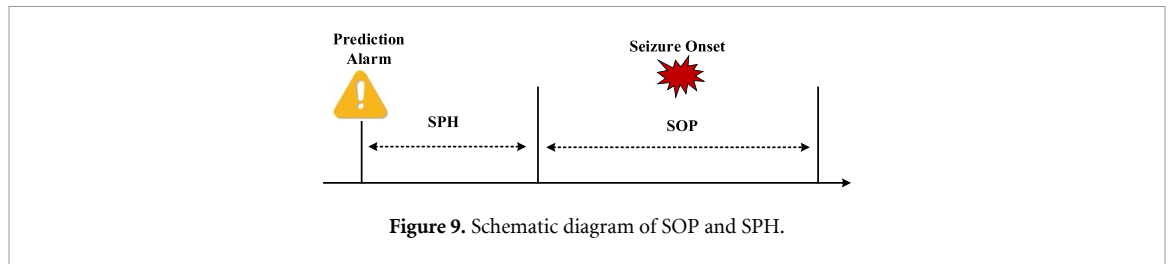 Prediction
Alarm
Seizure Onset
!
SPH
SOP
Figure 9. Schematic diagram of SOP and SPH.